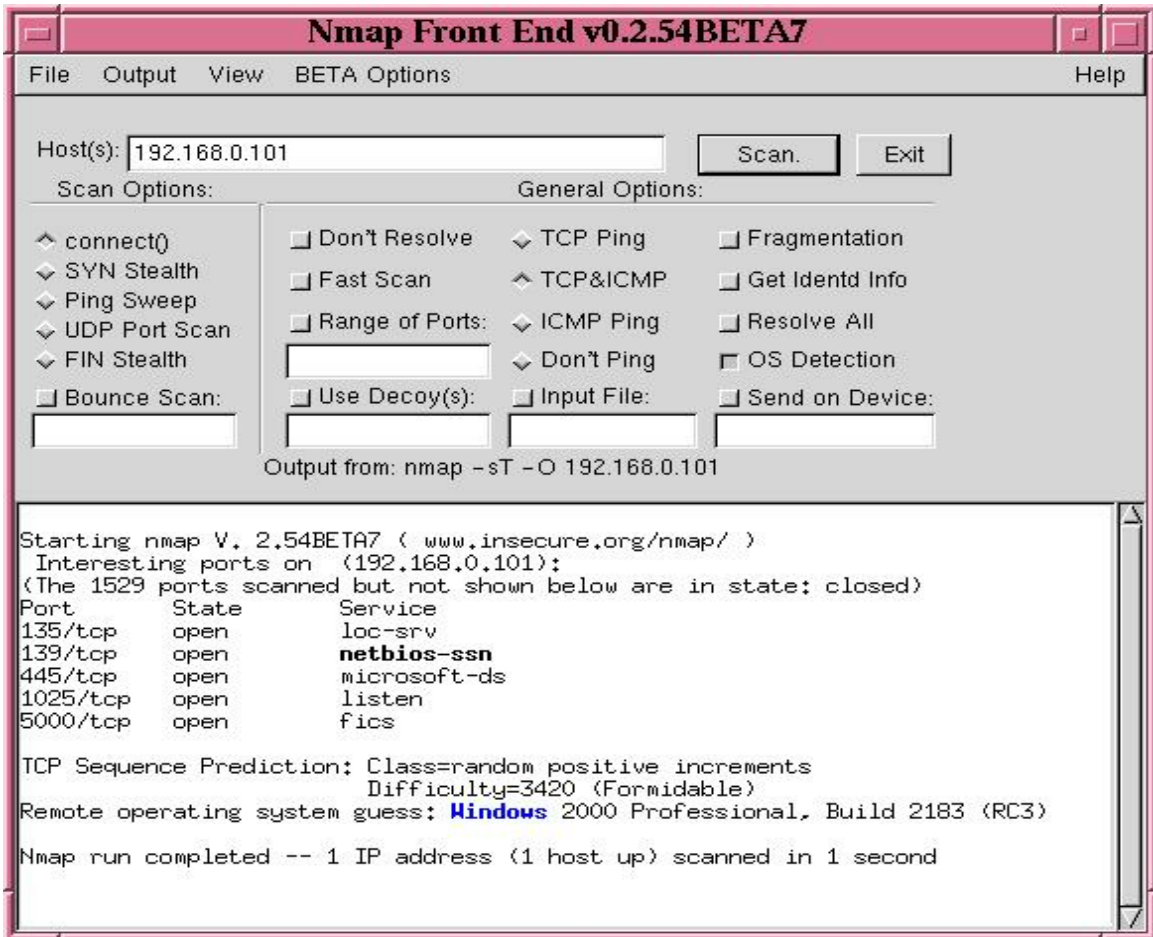 Nmap Front End v0.2.54BETA7
File Output View BETA Options Help
Host(s): 192.168.0.101 Scan. Exit
Scan Options: General Options:
connect() Don't Resolve TCP Ping Fragmentation
SYN Stealth
Fast Scan TCP&ICMP Get Identd Info
Ping Sweep
Range of Ports: ICMP Ping Resolve All
UDP Port Scan
FIN Stealth Don't Ping OS Detection
Bounce Scan: Use Decoy(s): Input File: Send on Device:
Output from: nmap -sT -O 192.168.0.101
Starting nmap V. 2.54BETA7 ( www.insecure.org/nmap/ )
Interesting ports on (192.168.0.101):
(The 1529 ports scanned but not shown below are in state: closed)
Port State Service
135/tcp open loc-srv
139/tcp open netbios-ssn
445/tcp open microsoft-ds
1025/tcp open listen
5000/tcp open fics
TCP Sequence Prediction: Class=random positive increments
Difficulty=3420 (Formidable)
Remote operating system guess: Windows 2000 Professional, Build 2183 (RC3)
Nmap run completed -- 1 IP address (1 host up) scanned in 1 second